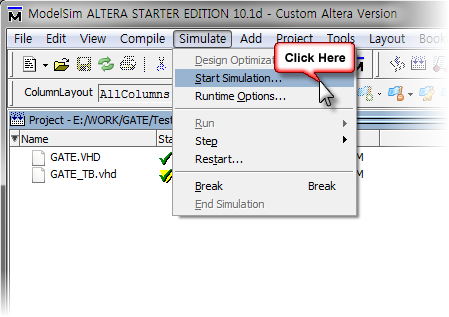 ModelSim ALTERA STARTER EDITION 10.1d - Custom Altera Version
File Edit View Compile Simulate Add Project Tools Layout Book
Design Optimizat
Click Here
Start Simulation...
ColumnLayout AllColumns
Runtime Options...
Project - E:/WORK/GATE/Test
Run
Name Sta
Step
GATE.VHD M
Restart...
GATE_TB.vhd M
Break Break
End Simulation